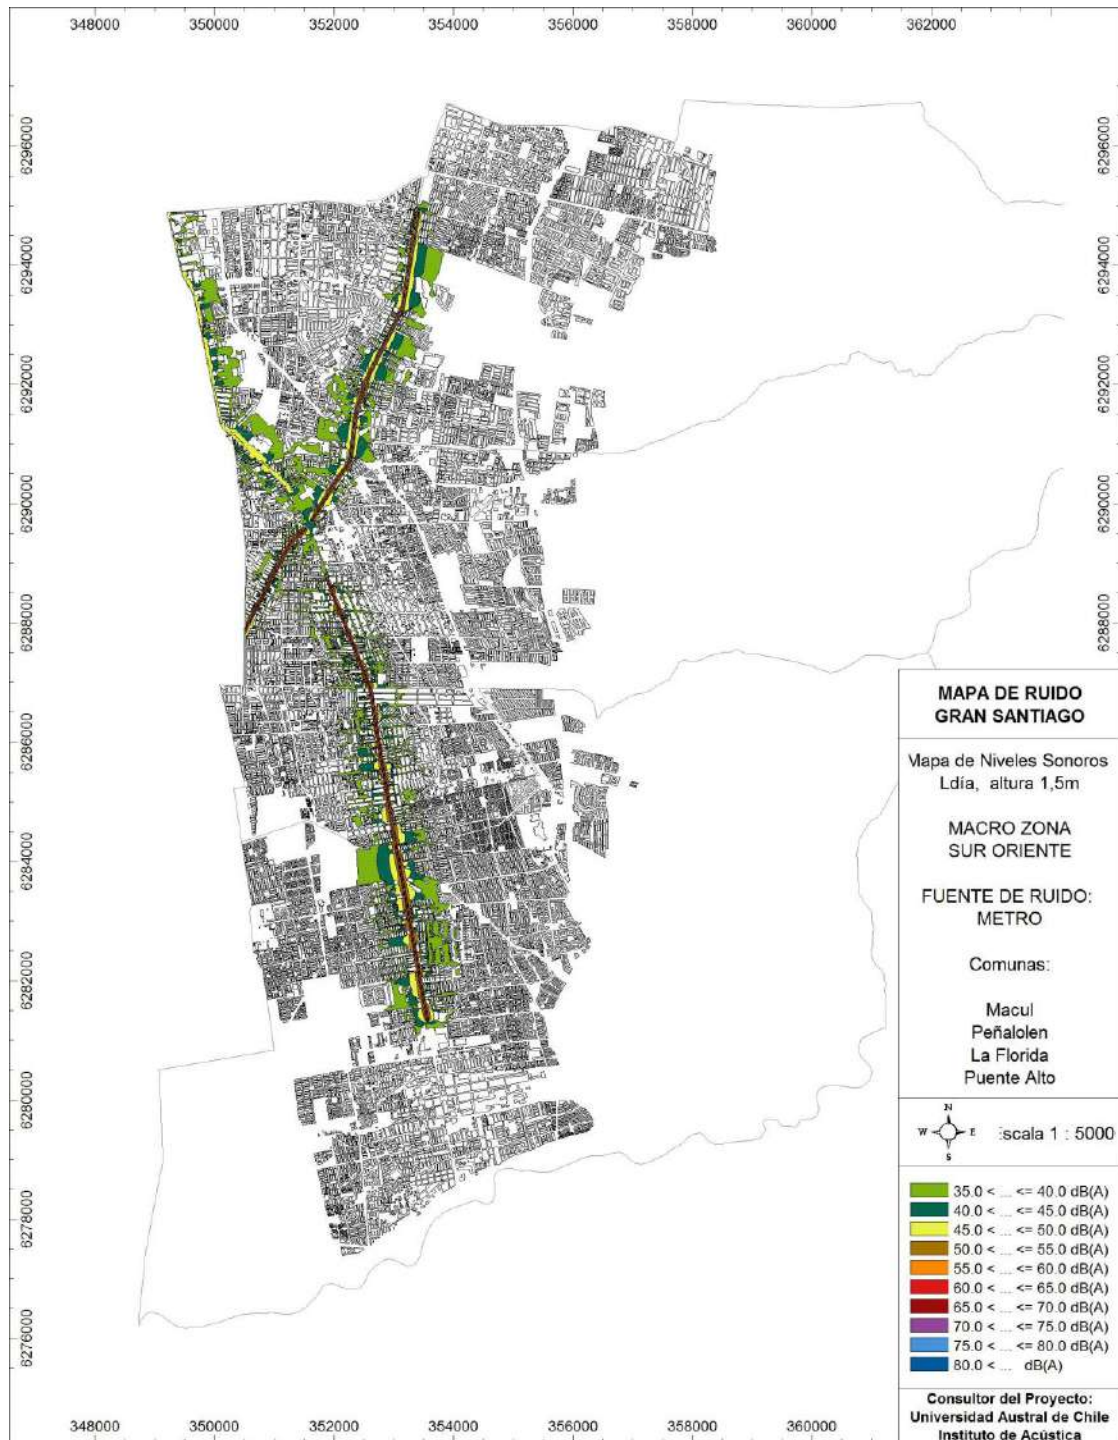 348000 350000 352000 354000 356000 358000 360000 362000
6296000 6296000
6294000 6294000
6292000 6292000
6290000 6290000
6288000 6288000
6286000
6284000
6282000
6280000
6278000
6276000
MAPA DE RUIDO
GRAN SANTIAGO
Mapa de Niveles Sonoros
Ldía, altura 1,5m
MACRO ZONA
SUR ORIENTE
FUENTE DE RUIDO:
METRO
Comunas:
Macul
Peñalolen
La Florida
Puente Alto
N
W E
S
scala 1 : 5000
35.0 < ... <= 40.0 dB(A)
40.0 < ... <= 45.0 dB(A)
45.0 < ... <= 50.0 dB(A)
50.0 < ... <= 55.0 dB(A)
55.0 < ... <= 60.0 dB(A)
60.0 < ... <= 65.0 dB(A)
65.0 < ... <= 70.0 dB(A)
70.0 < ... <= 75.0 dB(A)
75.0 < ... <= 80.0 dB(A)
80.0 < ... dB(A)
Consultor del Proyecto:
Universidad Austral de Chile
Instituto de Acústica
348000 350000 352000 354000 356000 358000 360000